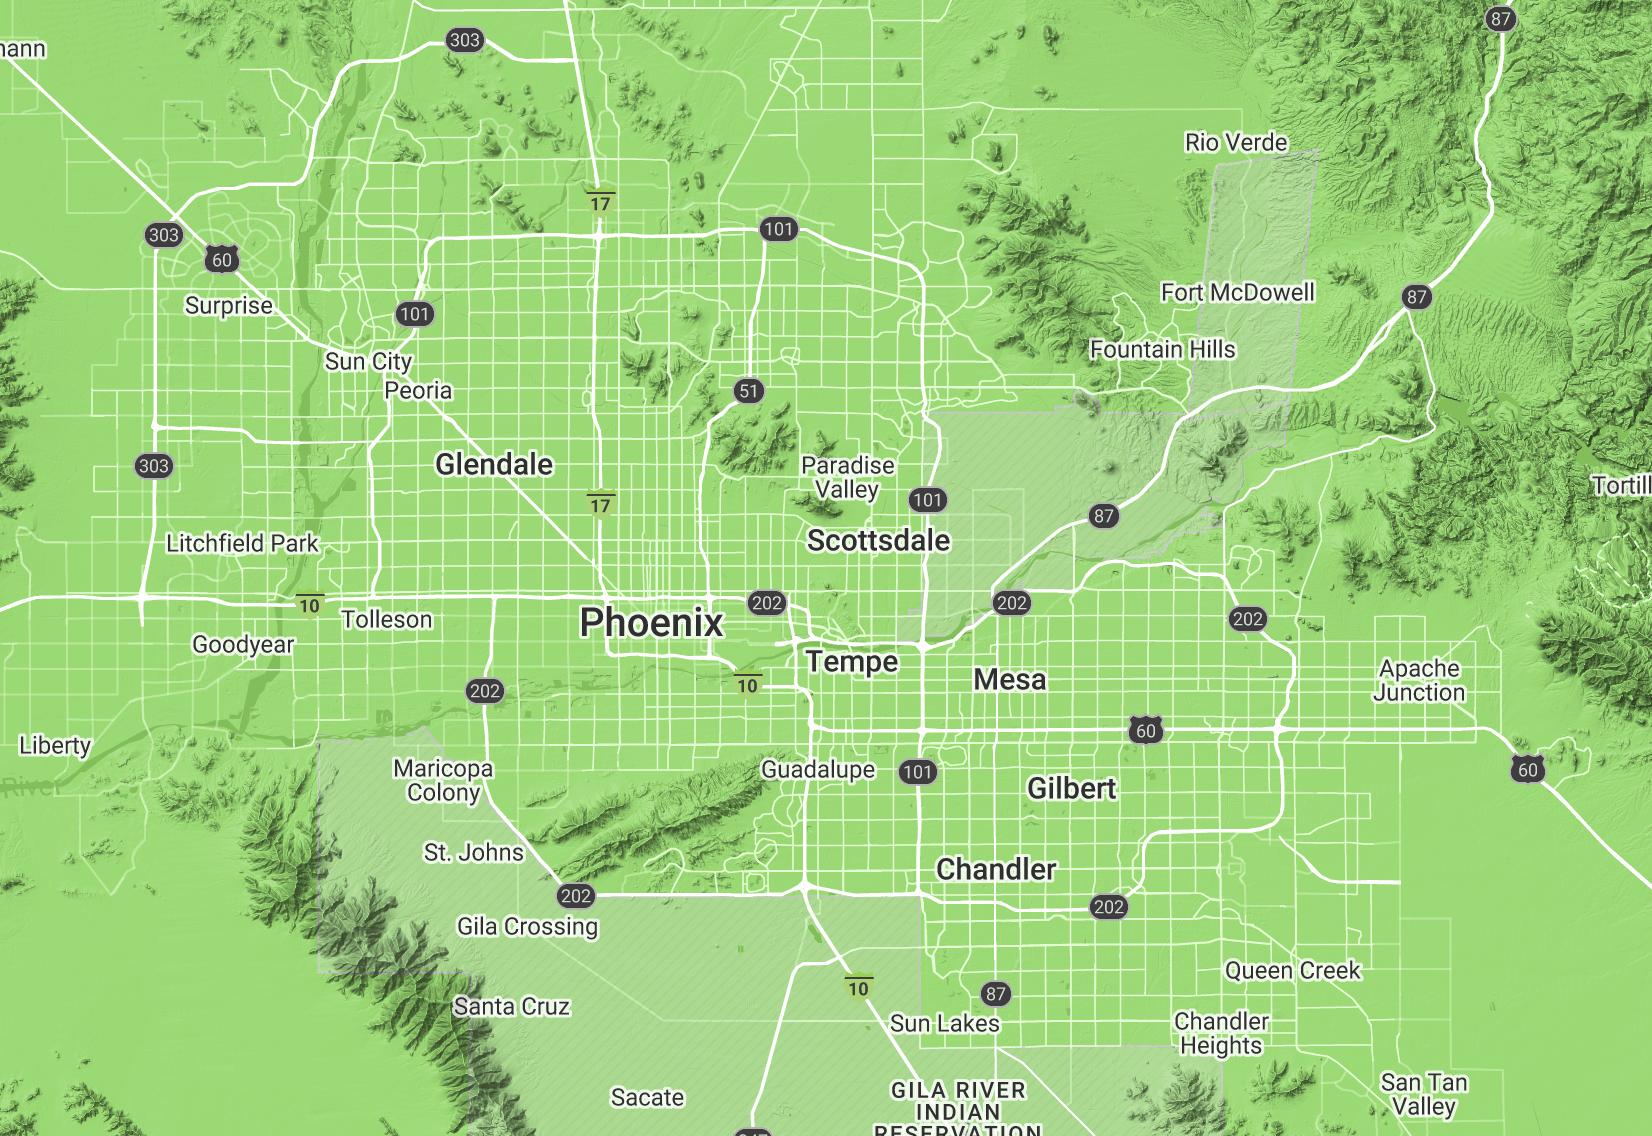 87
303
Rio Verde
17
303
101
60
Fort McDowell
87
Surprise
101
Fountain Hills
Sun City
Peoria
51
Glendale
303
Paradise
Valley
101
17
87
Scottsdale
Litchfield Park
10
202
202
Tolleson
Phoenix
202
Goodyear
Tempe
Mesa
Apache
Junction
10
202
60
Liberty
Maricopa
Colony
Guadalupe
101
60
River
Gilbert
St. Johns
Chandler
202
202
Gila Crossing
Queen Creek
10
87
Santa Cruz
Sun Lakes
Chandler
Heights
Sacate
GILA RIVER
INDIAN
RESERVATION
San Tan
Valley